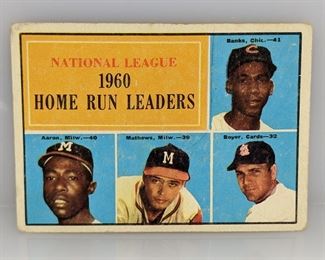 Banks, Chic.—41
NATIONAL LEAGUE
1960
HOME RUN LEADERS
Aaron, Milw.—40
Mathews, Milw.—39
Boyer, Cards—32
C
M
M